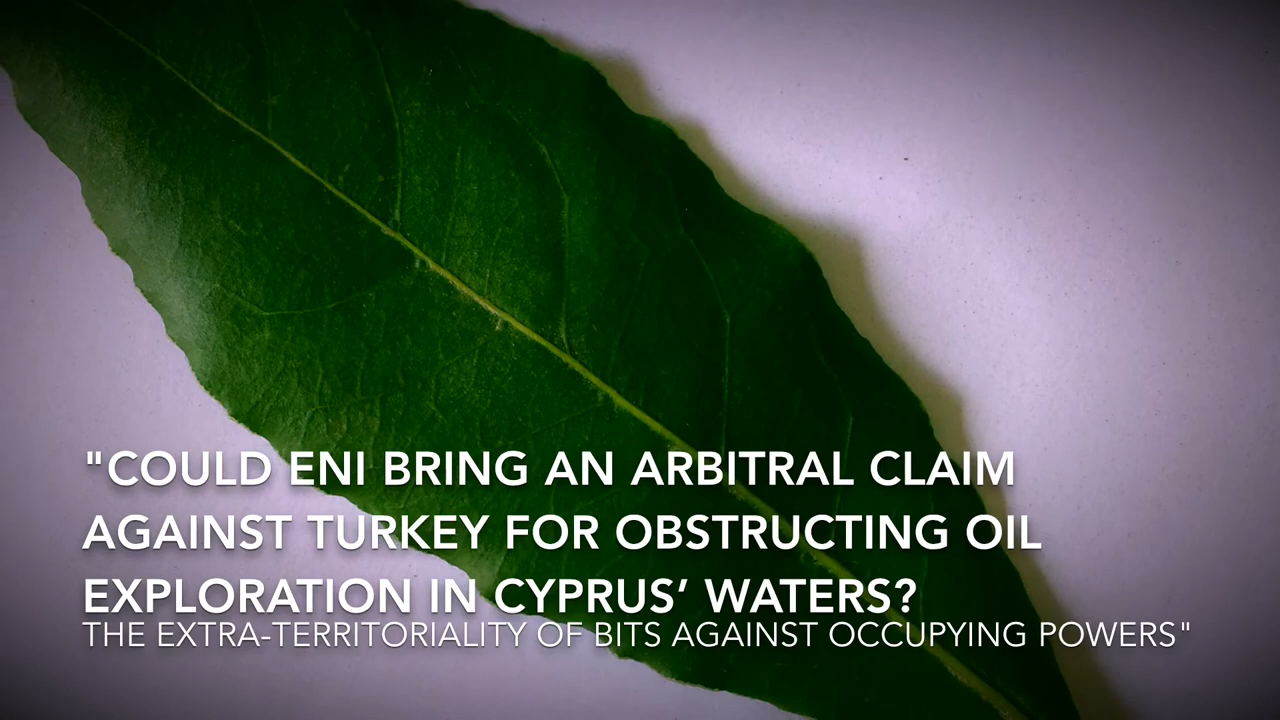 "COULD ENI BRING AN ARBITRAL CLAIM
AGAINST TURKEY FOR OBSTRUCTING OIL
EXPLORATION IN CYPRUS’ WATERS?
THE EXTRA-TERRITORIALITY OF BITS AGAINST OCCUPYING POWERS"